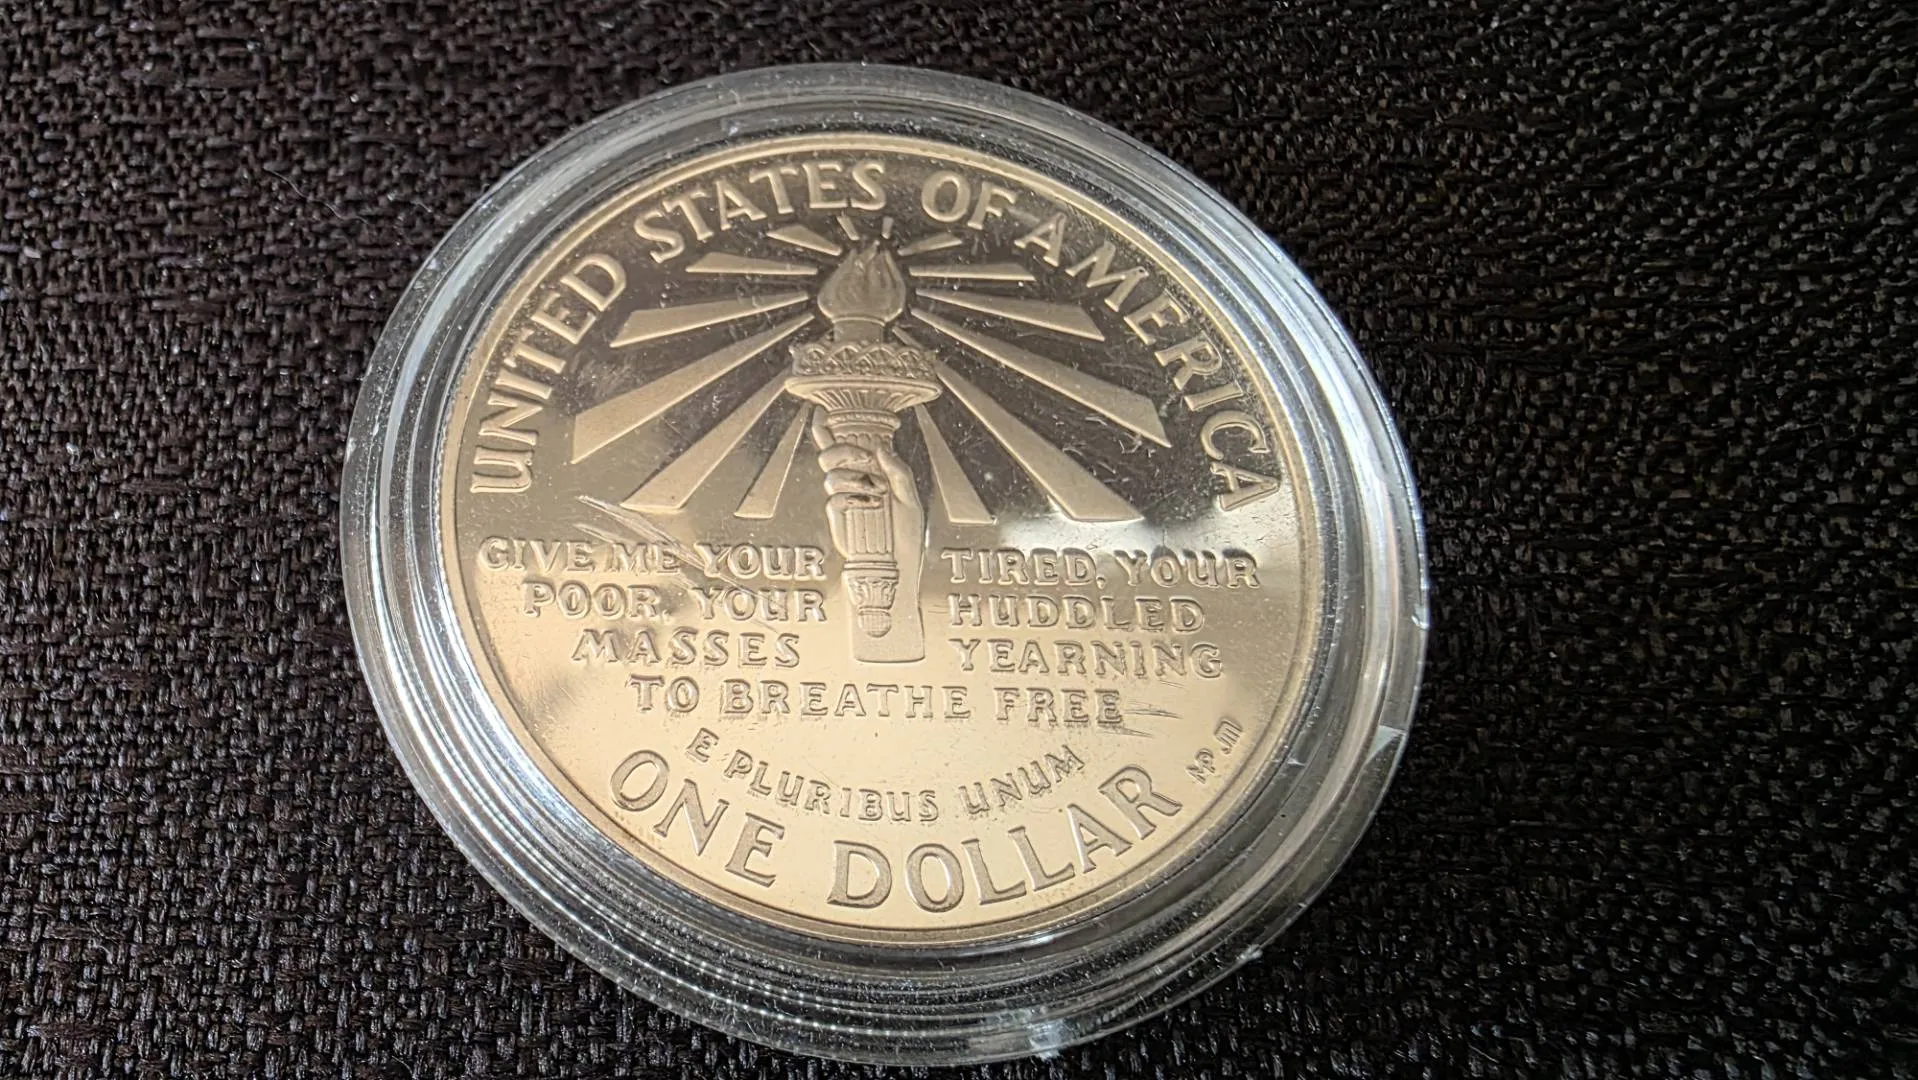 UNITED STATES OF AMERICA
GIVE ME YOUR TIRED, YOUR
POOR, YOUR HUDDLED
MASSES YEARNING
TO BREATHE FREE
E PLURIBUS UNUM
ONE DOLLAR